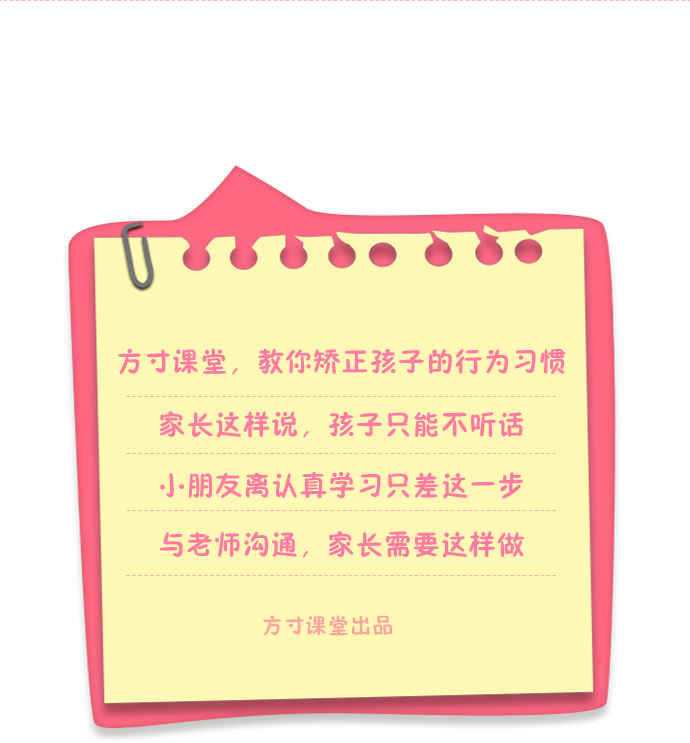 方寸课堂，教你矫正孩子的行为习惯
家长这样说，孩子只能不听话
小朋友离认真学习只差这一步
与老师沟通，家长需要这样做
方寸课堂出品